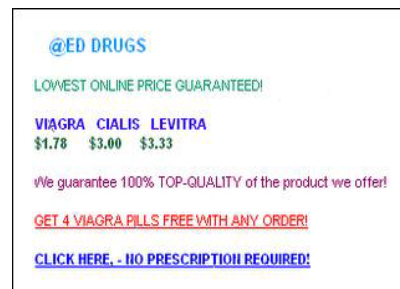 @ED DRUGS
LOWEST ONLINE PRICE GUARANTEED!
VIAGRA CIALIS LEVITRA
$1.78 $3.00 $3.33
We guarantee 100% TOP-QUALITY of the product we offer!
GET 4 VIAGRA PILLS FREE WITH ANY ORDER!
CLICK HERE, - NO PRESCRIPTION REQUIRED!